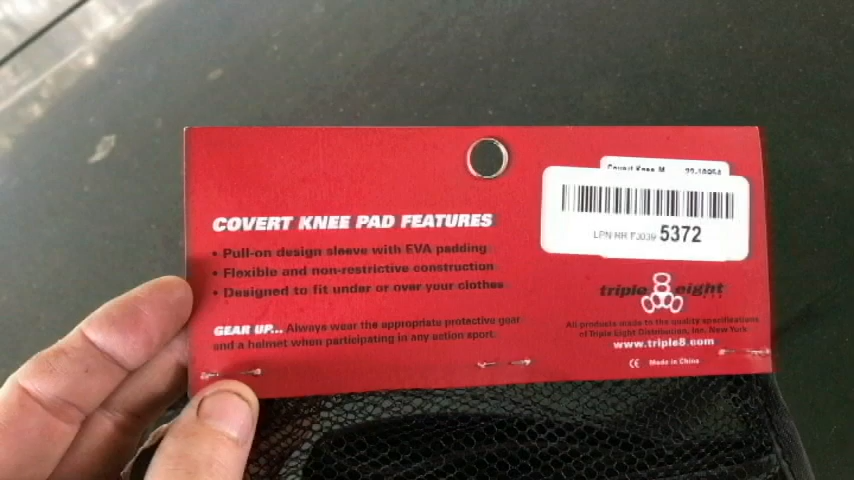 COVERT KNEE PAD FEATURES
• Pull-on design sleeve with EVA padding
• Flexible and non-restrictive construction
• Designed to fit under or over your clothes
GEAR UP... Always wear the appropriate protective gear
and a helmet when participating in any action sport.
Covert Knee M
5372
triple eight
NYC
All products made to the quality specifications
of Triple Eight Distribution, Inc. New York
www.triple8.com
CE Made in China